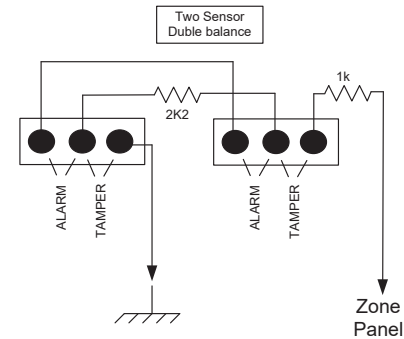 Two Sensor
Duble balance
1k
2K2
ALARM
TAMPER
ALARM
TAMPER
Zone
Panel